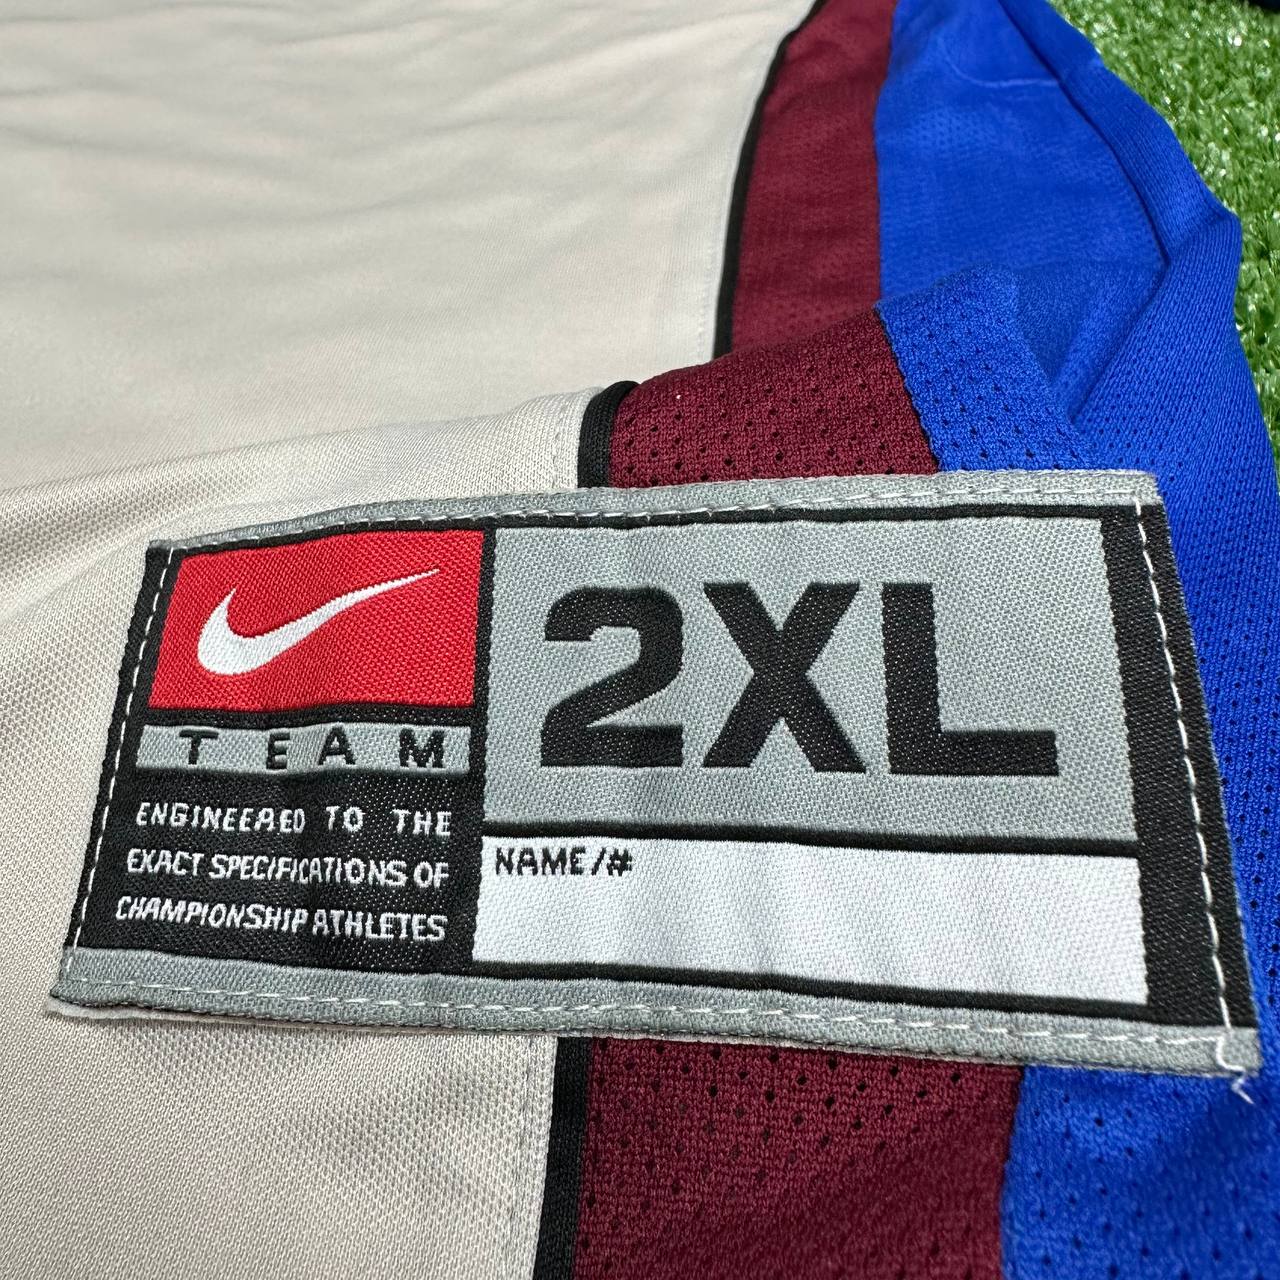 2XL
TEAM
ENGINEERED TO THE
EXACT SPECIFICATIONS OF
CHAMPIONSHIP ATHLETES
NAME/#